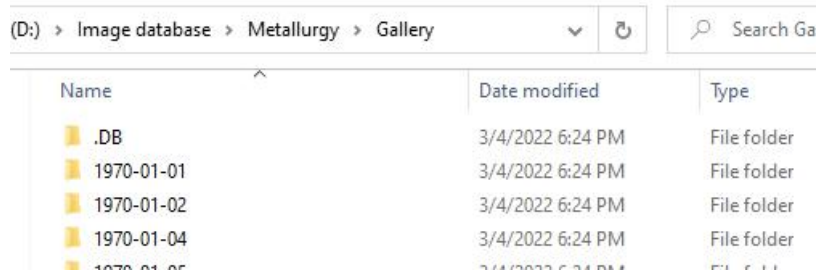 (D:) > Image database > Metallurgy > Gallery Search Ga
Name Date modified Type
.DB 3/4/2022 6:24 PM File folder
1970-01-01 3/4/2022 6:24 PM File folder
1970-01-02 3/4/2022 6:24 PM File folder
1970-01-04 3/4/2022 6:24 PM File folder